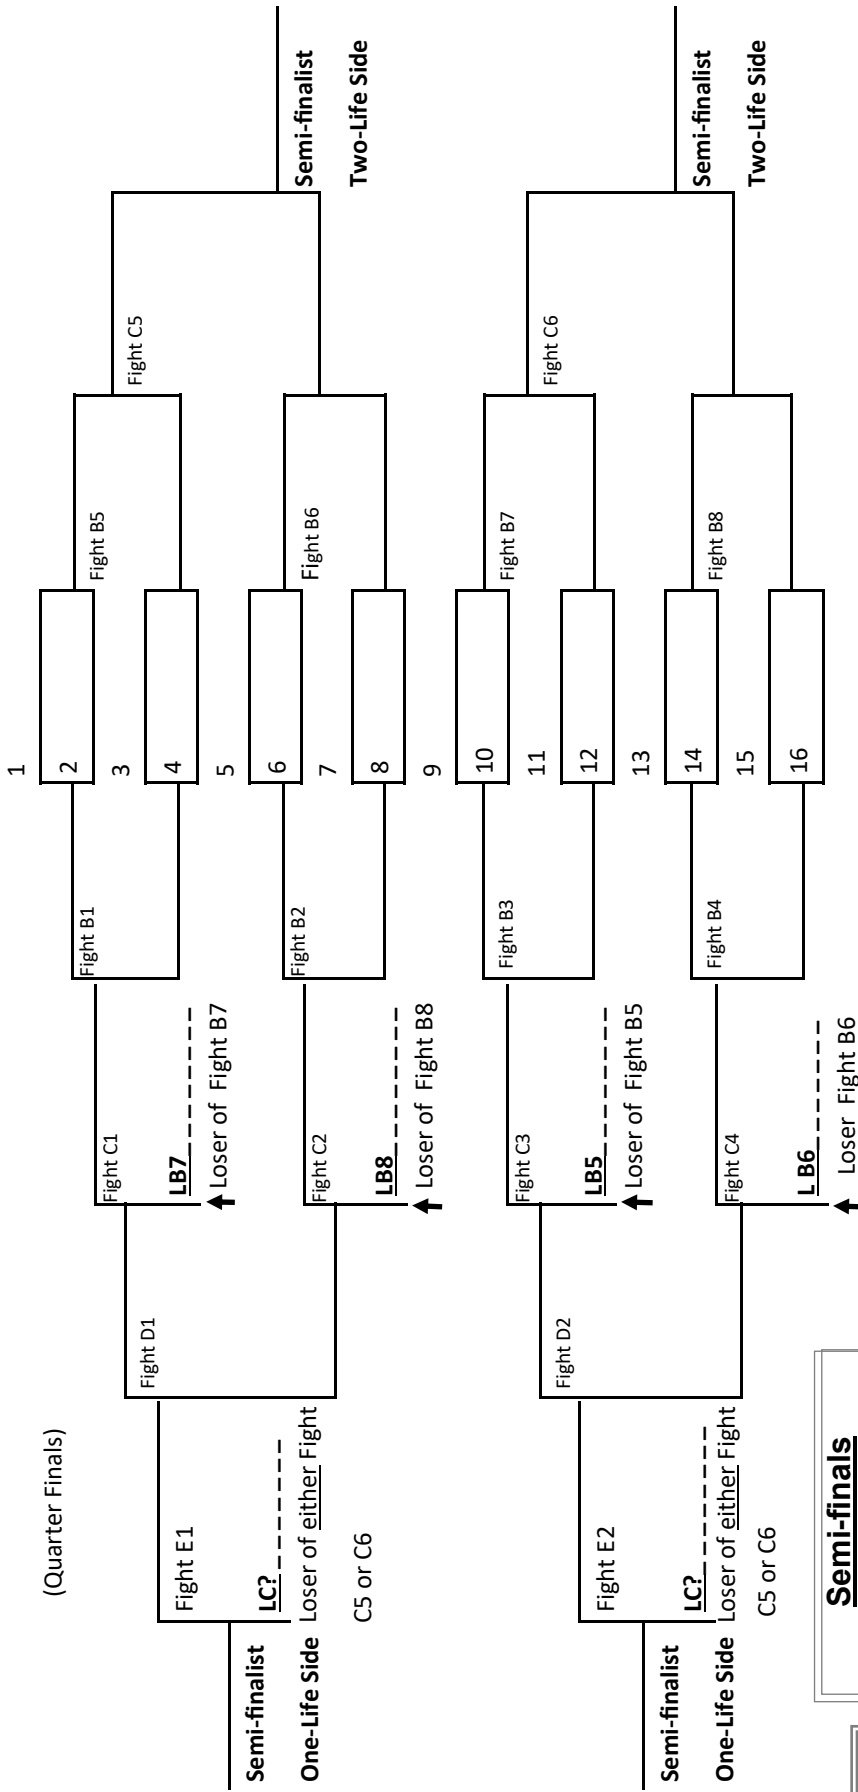 (Quarter Finals)
Semi-finalist
One-Life Side
Fight E1
LC?
Loser of either Fight
C5 or C6
Fight D1
Fight C1
LB7
Loser of Fight B7
Fight C2
LB8
Loser of Fight B8
Fight B1
Fight B2
1
2
3
4
5
6
7
8
Fight B5
Fight B6
Fight C5
Semi-finalist
Two-Life Side
Semi-finalist
One-Life Side
Fight E2
LC?
Loser of either Fight
C5 or C6
Fight D2
Fight C3
LB5
Loser of Fight B5
Fight C4
L B6
Loser Fight B6
Fight B3
Fight B4
9
10
11
12
13
14
15
16
Fight B7
Fight B8
Fight C6
Semi-finalist
Two-Life Side
Semi-finals